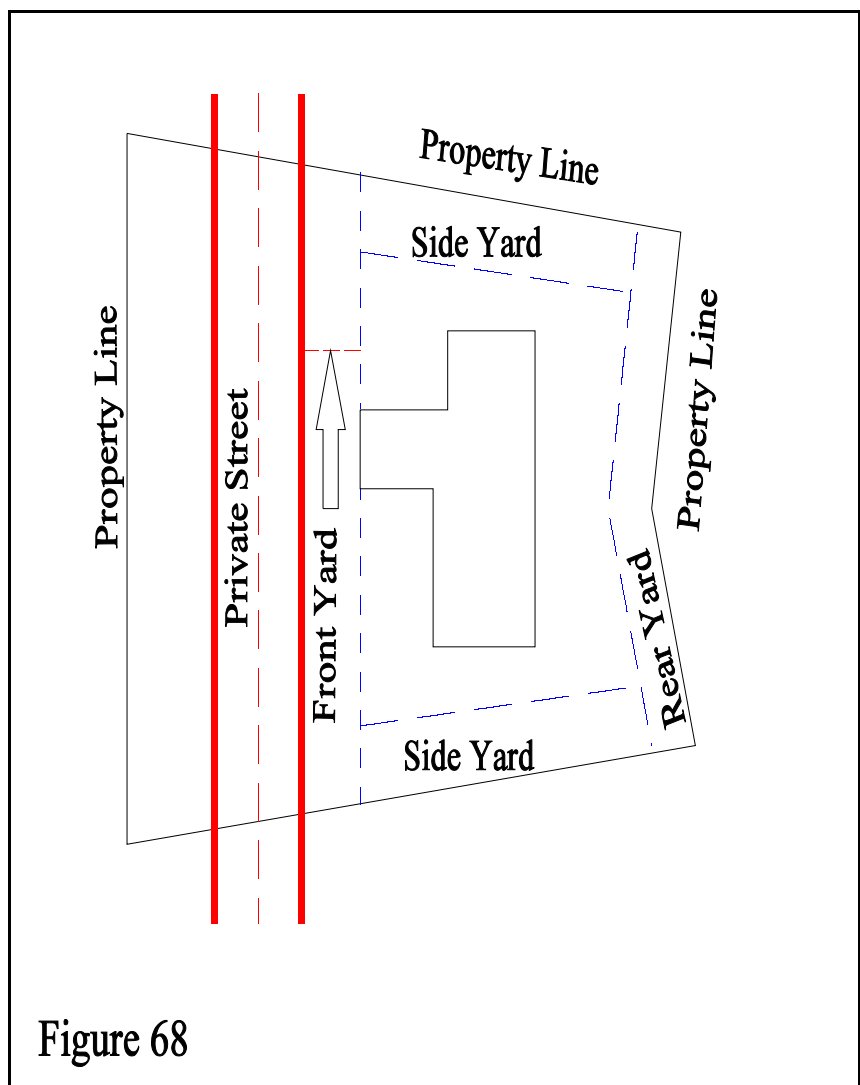 Property Line
Side Yard
Property Line
Property Line
Private Street
Front Yard
Rear Yard
Side Yard
Figure 68